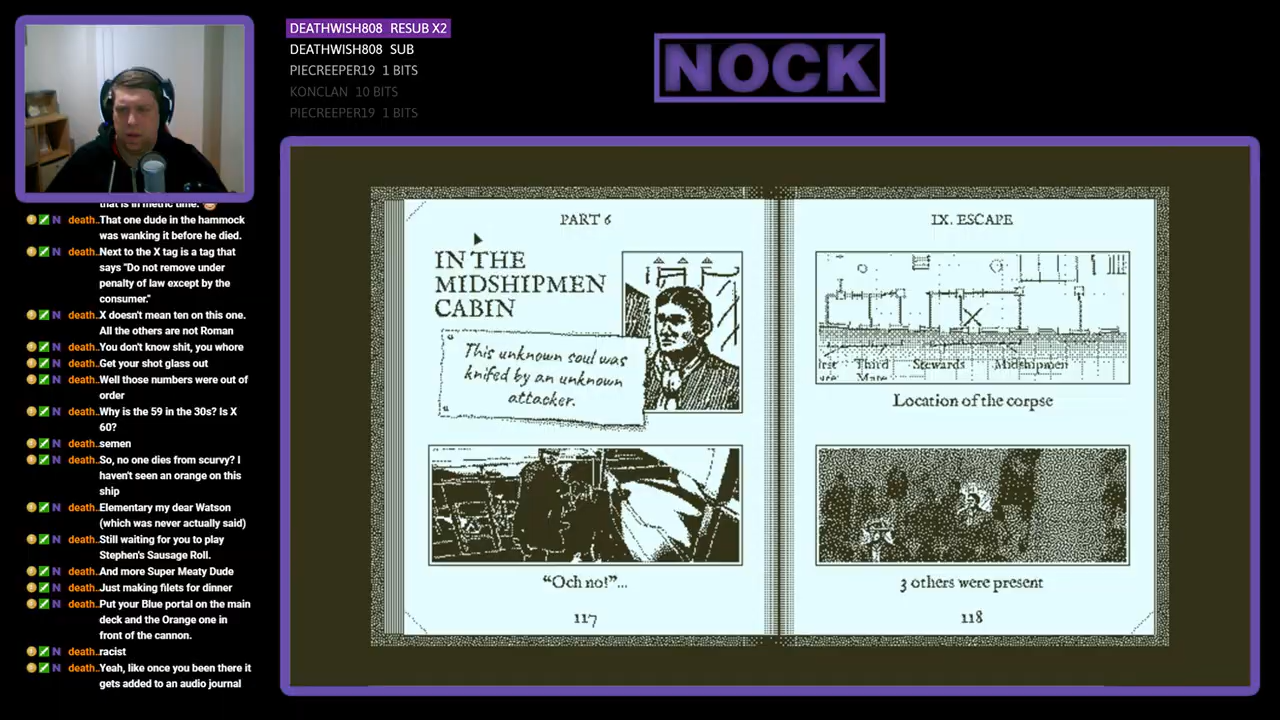 DEATHWISH808 RESUB X2
DEATHWISH808 SUB
PIECREEPER19 1 BITS
KONCLAN 10 BITS
PIECREEPER19 1 BITS
NOCK
that is in metric time.
death.. That one dude in the hammock
was wanking it before he died.
death.. Next to the X tag is a tag that
says "Do not remove under
penalty of law except by the
consumer."
death.. X doesn't mean ten on this one.
All the others are not Roman
death.. You don't know shit, you whore
death.. Get your shot glass out
death.. Well those numbers were out of
order
death.. Why is the 59 in the 30s? Is X
60?
death.. semen
death.. So, no one dies from scurvy? I
haven't seen an orange on this
ship
death.. Elementary my dear Watson
(which was never actually said)
death.. Still waiting for you to play
Stephen's Sausage Roll.
death.. And more Super Meaty Dude
death.. Just making filets for dinner
death.. Put your Blue portal on the main
deck and the Orange one in
front of the cannon.
death.. racist
death.. Yeah, like once you been there it
gets added to an audio journal
PART 6
IN THE
MIDSHIPMEN
CABIN
This unknown soul was
knifed by an unknown
attacker.
"Och no!"...
117
IX. ESCAPE
Third
Mate
Stewards
Midshipmen
Location of the corpse
3 others were present
118